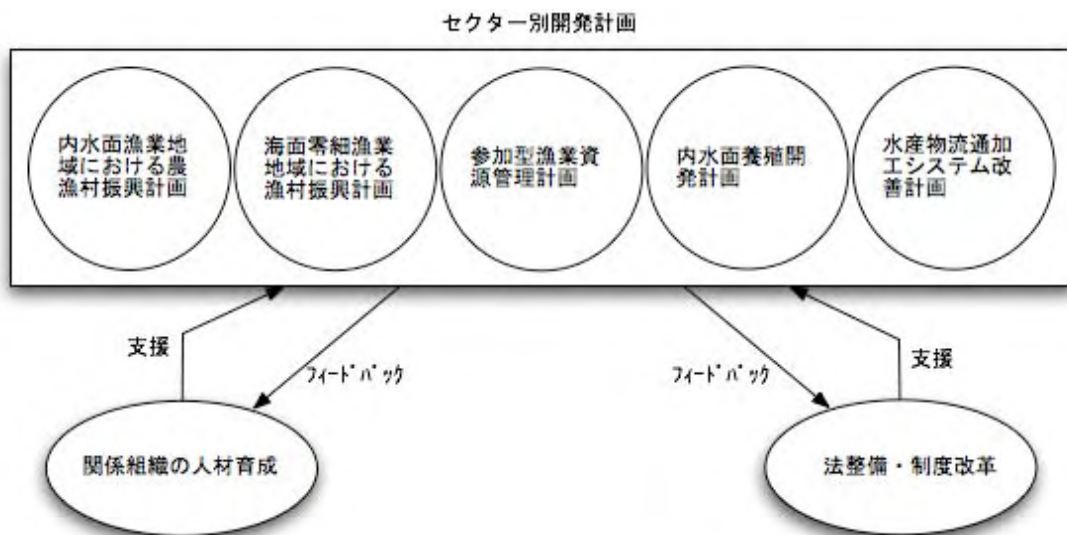 セクター別開発計画
内水面漁業地
域における農
漁村振興計画
海面零細漁業
地域における
漁村振興計画
参加型漁業資
源管理計画
内水面養殖開
発計画
水産物流通加
工システム改
善計画
支援
フィードバック
フィードバック
支援
関係組織の人材育成
法整備・制度改革